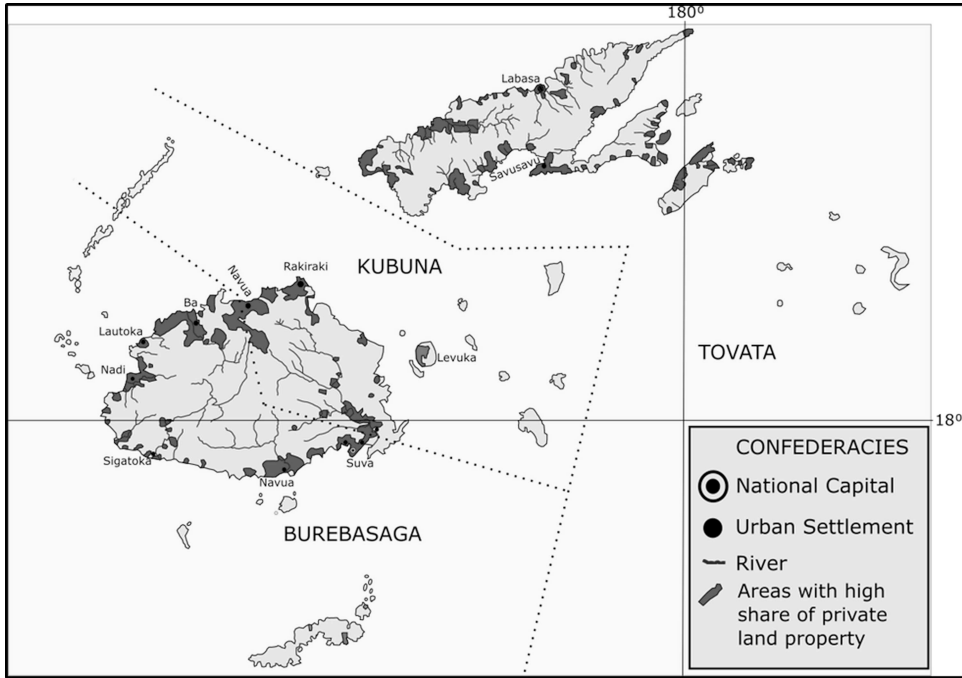 180⁰
Labasa
Savusavu
KUBUNA
Rakiraki
Navua
Ba
Lautoka
Nadi
Levuka
TOVATA
18⁰
Sigatoka
Suva
Navua
BUREBASAGA
CONFEDERACIES
National Capital
Urban Settlement
River
Areas with high
share of private
land property